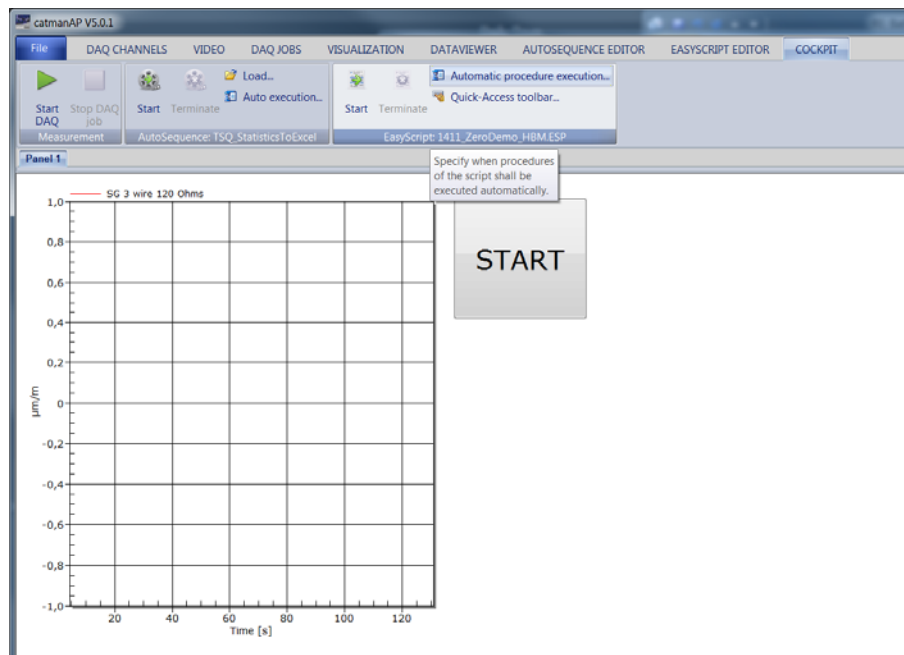 catmanAP V5.0.1
File DAQ CHANNELS VIDEO DAQ JOBS VISUALIZATION DATAVIEWER AUTOSEQUENCE EDITOR EASYSCRIPT EDITOR COCKPIT
Load...
Automatic procedure execution...
Auto execution...
Quick-Access toolbar...
Start DAQ
Stop DAQ job
Start
Terminate
Start
Terminate
Measurement
AutoSequence: TSQ_StatisticsToExcel
EasyScript: 1411_ZeroDemo_HBM.ESP
Panel 1
Specify when procedures
of the script shall be
executed automatically.
SG 3 wire 120 Ohms
1,0
0,8
0,6
0,4
0,2
0
-0,2
-0,4
-0,6
-0,8
-1,0
µm/m
20 40 60 80 100 120
Time [s]
START